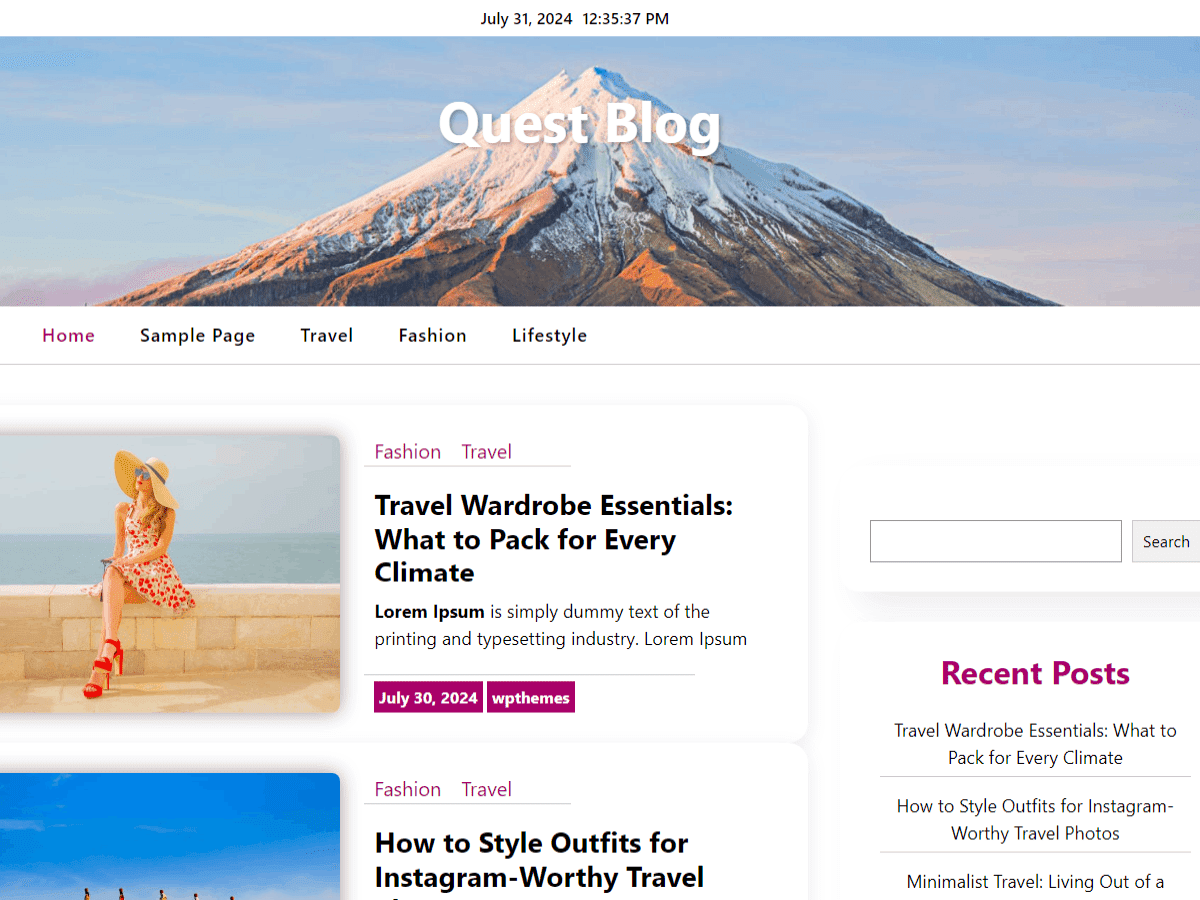 July 31, 2024 12:35:37 PM
Quest Blog
Home Sample Page Travel Fashion Lifestyle
Fashion Travel
Travel Wardrobe Essentials:
What to Pack for Every
Climate
Lorem Ipsum is simply dummy text of the
printing and typesetting industry. Lorem Ipsum
July 30, 2024 wpthemes
Fashion Travel
How to Style Outfits for
Instagram-Worthy Travel
Search
Recent Posts
Travel Wardrobe Essentials: What to
Pack for Every Climate
How to Style Outfits for Instagram-
Worthy Travel Photos
Minimalist Travel: Living Out of a